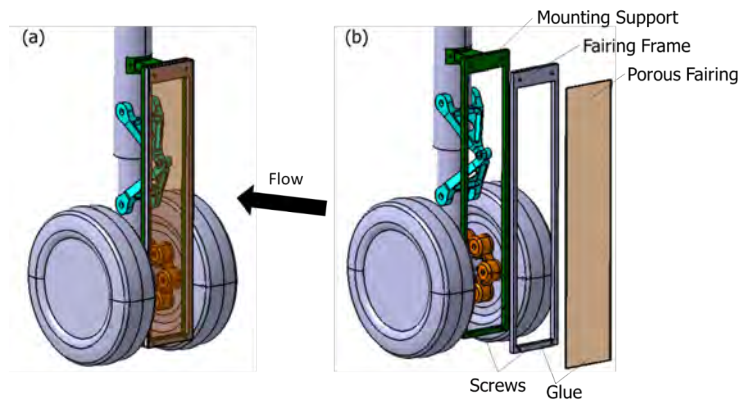 (a)
(b)
Mounting Support
Fairing Frame
Porous Fairing
Flow
Screws
Glue